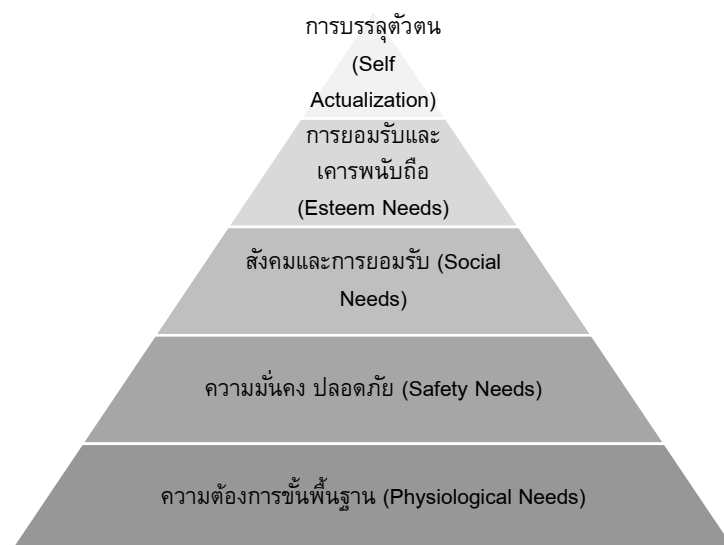 การบรรลุตัวตน
(Self
Actualization)
การยอมรับและ
เคารพนับถือ
(Esteem Needs)
สังคมและการยอมรับ (Social
Needs)
ความมั่นคง ปลอดภัย (Safety Needs)
ความต้องการขั้นพื้นฐาน (Physiological Needs)